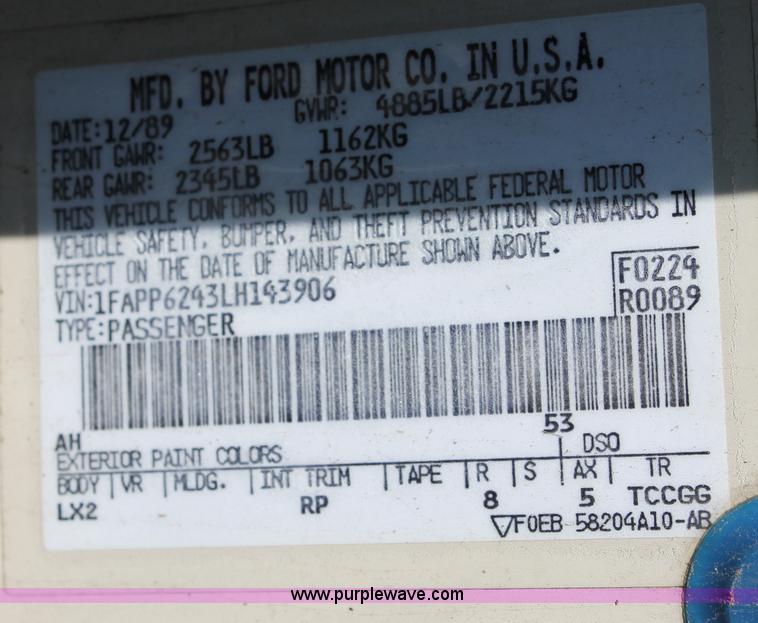 MFD. BY FORD MOTOR CO. IN U.S.A.
DATE: 12/89 GVWR: 4885LB/2215KG
FRONT GAWR: 2563LB 1162KG
REAR GAWR: 2345LB 1063KG
THIS VEHICLE CONFORMS TO ALL APPLICABLE FEDERAL MOTOR
VEHICLE SAFETY, BUMPER, AND THEFT PREVENTION STANDARDS IN
EFFECT ON THE DATE OF MANUFACTURE SHOWN ABOVE.
VIN: 1FAPP6243LH143906 F0224
TYPE: PASSENGER R0089
53
AH DSO
EXTERIOR PAINT COLORS
BODY VR MLDG. INT TRIM TAPE R S AX TR
LX2 RP 8 5 TCCGG
F0EB 58204A10-AB
www.purplewave.com